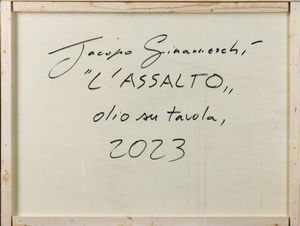 Jacopo Ginanneschi
"L'ASSALTO„
olio su tavola,
2023